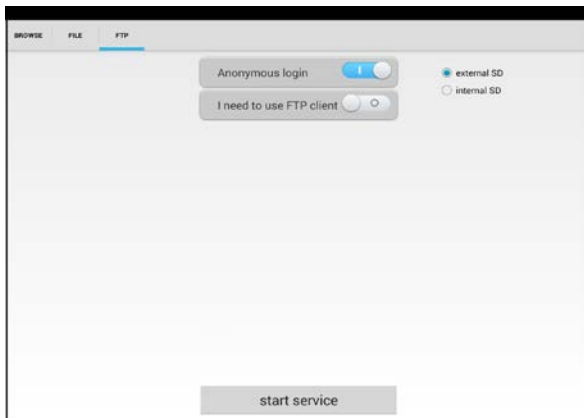 BROWSE FILE FTP
Anonymous login
external SD
internal SD
I need to use FTP client
start service